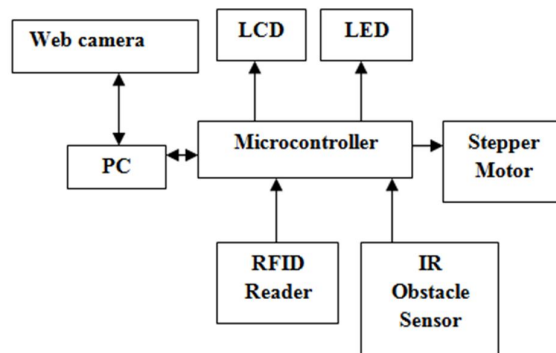 Web camera
LCD
LED
PC
Microcontroller
Stepper
Motor
RFID
Reader
IR
Obstacle
Sensor